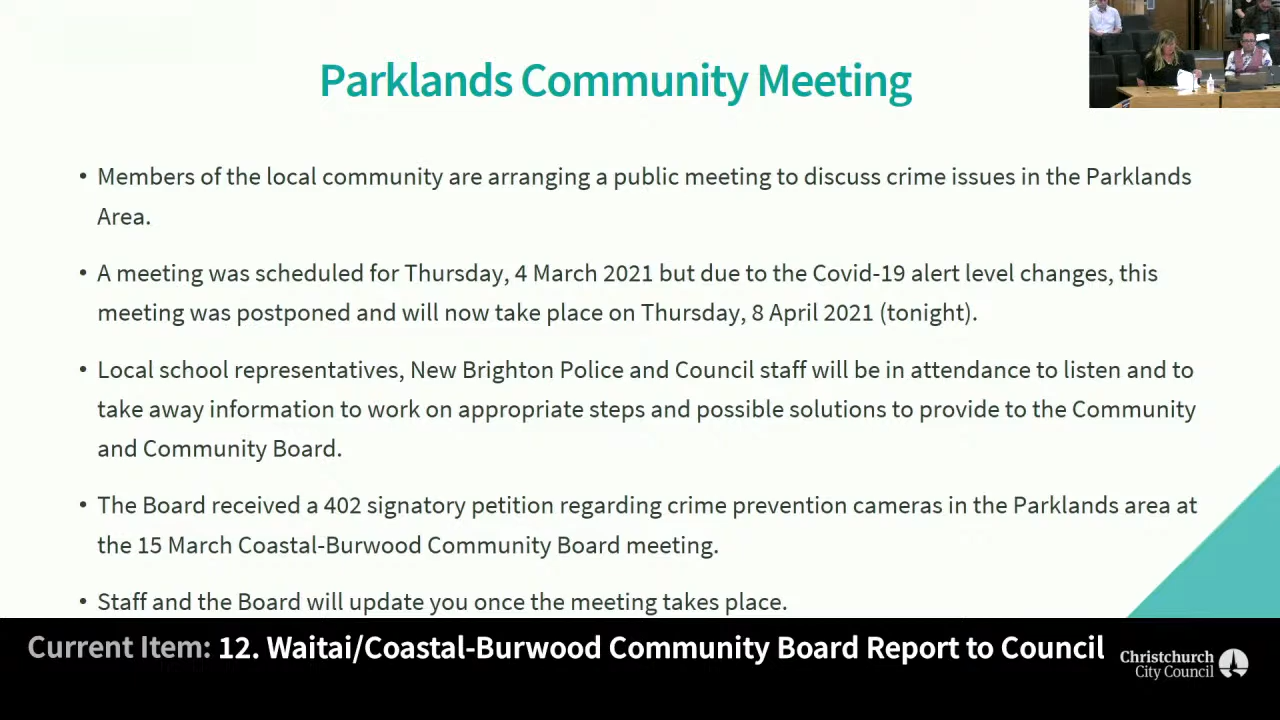 Parklands Community Meeting
• Members of the local community are arranging a public meeting to discuss crime issues in the Parklands
Area.
• A meeting was scheduled for Thursday, 4 March 2021 but due to the Covid-19 alert level changes, this
meeting was postponed and will now take place on Thursday, 8 April 2021 (tonight).
• Local school representatives, New Brighton Police and Council staff will be in attendance to listen and to
take away information to work on appropriate steps and possible solutions to provide to the Community
and Community Board.
• The Board received a 402 signatory petition regarding crime prevention cameras in the Parklands area at
the 15 March Coastal-Burwood Community Board meeting.
• Staff and the Board will update you once the meeting takes place.
Current Item: 12. Waitai/Coastal-Burwood Community Board Report to Council
Christchurch
City Council